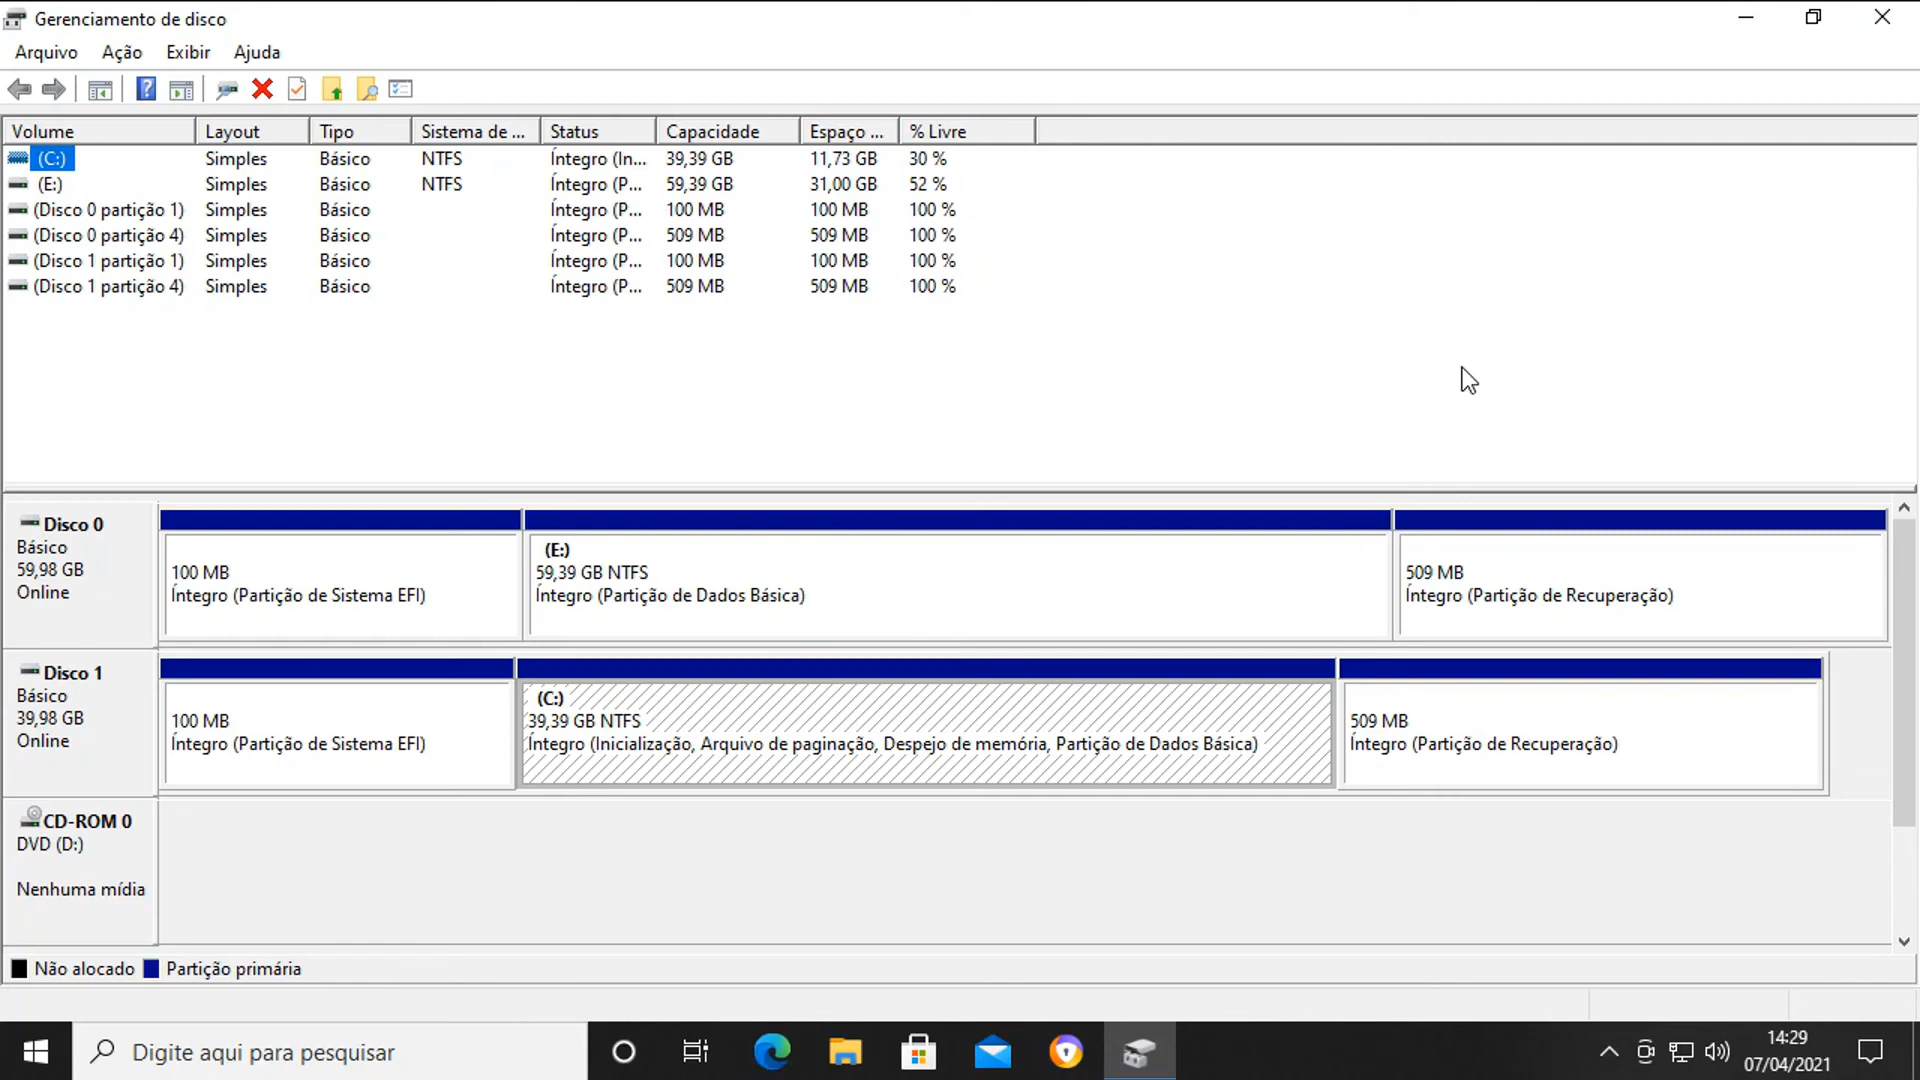 Gerenciamento de disco
Arquivo Ação Exibir Ajuda
Volume Layout Tipo Sistema de ... Status Capacidade Espaço ... % Livre
(C:) Simples Básico NTFS Íntegro (In... 39,39 GB 11,73 GB 30 %
(E:) Simples Básico NTFS Íntegro (P... 59,39 GB 31,00 GB 52 %
(Disco 0 partição 1) Simples Básico Íntegro (P... 100 MB 100 MB 100 %
(Disco 0 partição 4) Simples Básico Íntegro (P... 509 MB 509 MB 100 %
(Disco 1 partição 1) Simples Básico Íntegro (P... 100 MB 100 MB 100 %
(Disco 1 partição 4) Simples Básico Íntegro (P... 509 MB 509 MB 100 %
Disco 0
Básico
59,98 GB
Online
100 MB
Íntegro (Partição de Sistema EFI)
(E:)
59,39 GB NTFS
Íntegro (Partição de Dados Básica)
509 MB
Íntegro (Partição de Recuperação)
Disco 1
Básico
39,98 GB
Online
100 MB
Íntegro (Partição de Sistema EFI)
(C:)
39,39 GB NTFS
Íntegro (Inicialização, Arquivo de paginação, Despejo de memória, Partição de Dados Básica)
509 MB
Íntegro (Partição de Recuperação)
CD-ROM 0
DVD (D:)
Nenhuma mídia
Não alocado Partição primária
Digite aqui para pesquisar
14:29
07/04/2021